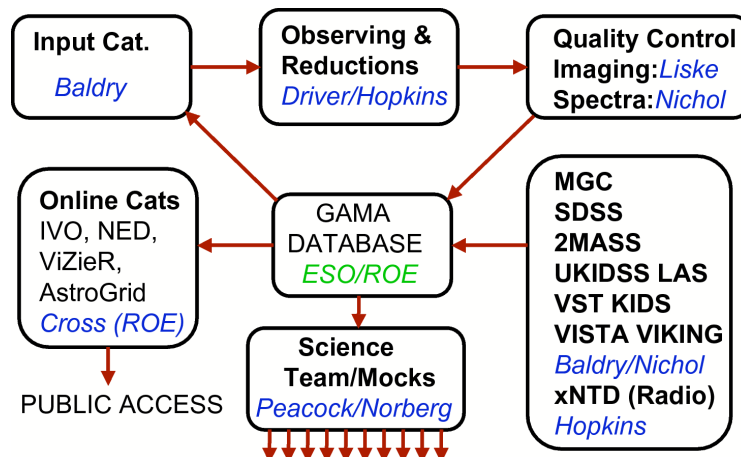 Input Cat.
Baldry
Observing &
Reductions
Driver/Hopkins
Quality Control
Imaging:Liske
Spectra:Nichol
Online Cats
IVO, NED,
ViZieR,
AstroGrid
Cross (ROE)
PUBLIC ACCESS
GAMA
DATABASE
ESO/ROE
Science
Team/Mocks
Peacock/Norberg
MGC
SDSS
2MASS
UKIDSS LAS
VST KIDS
VISTA VIKING
Baldry/Nichol
xNTD (Radio)
Hopkins